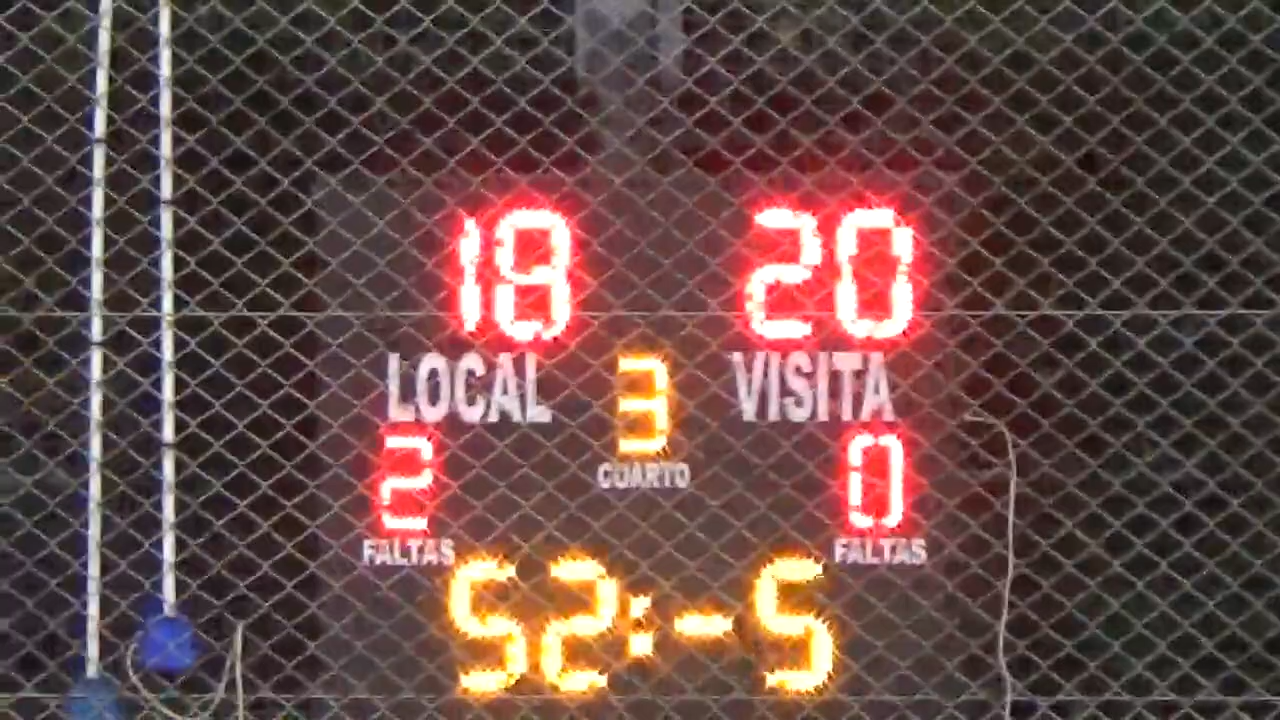 18 20
LOCAL 3 VISITA
CUARTO
2 0
FALTAS FALTAS
52:-5